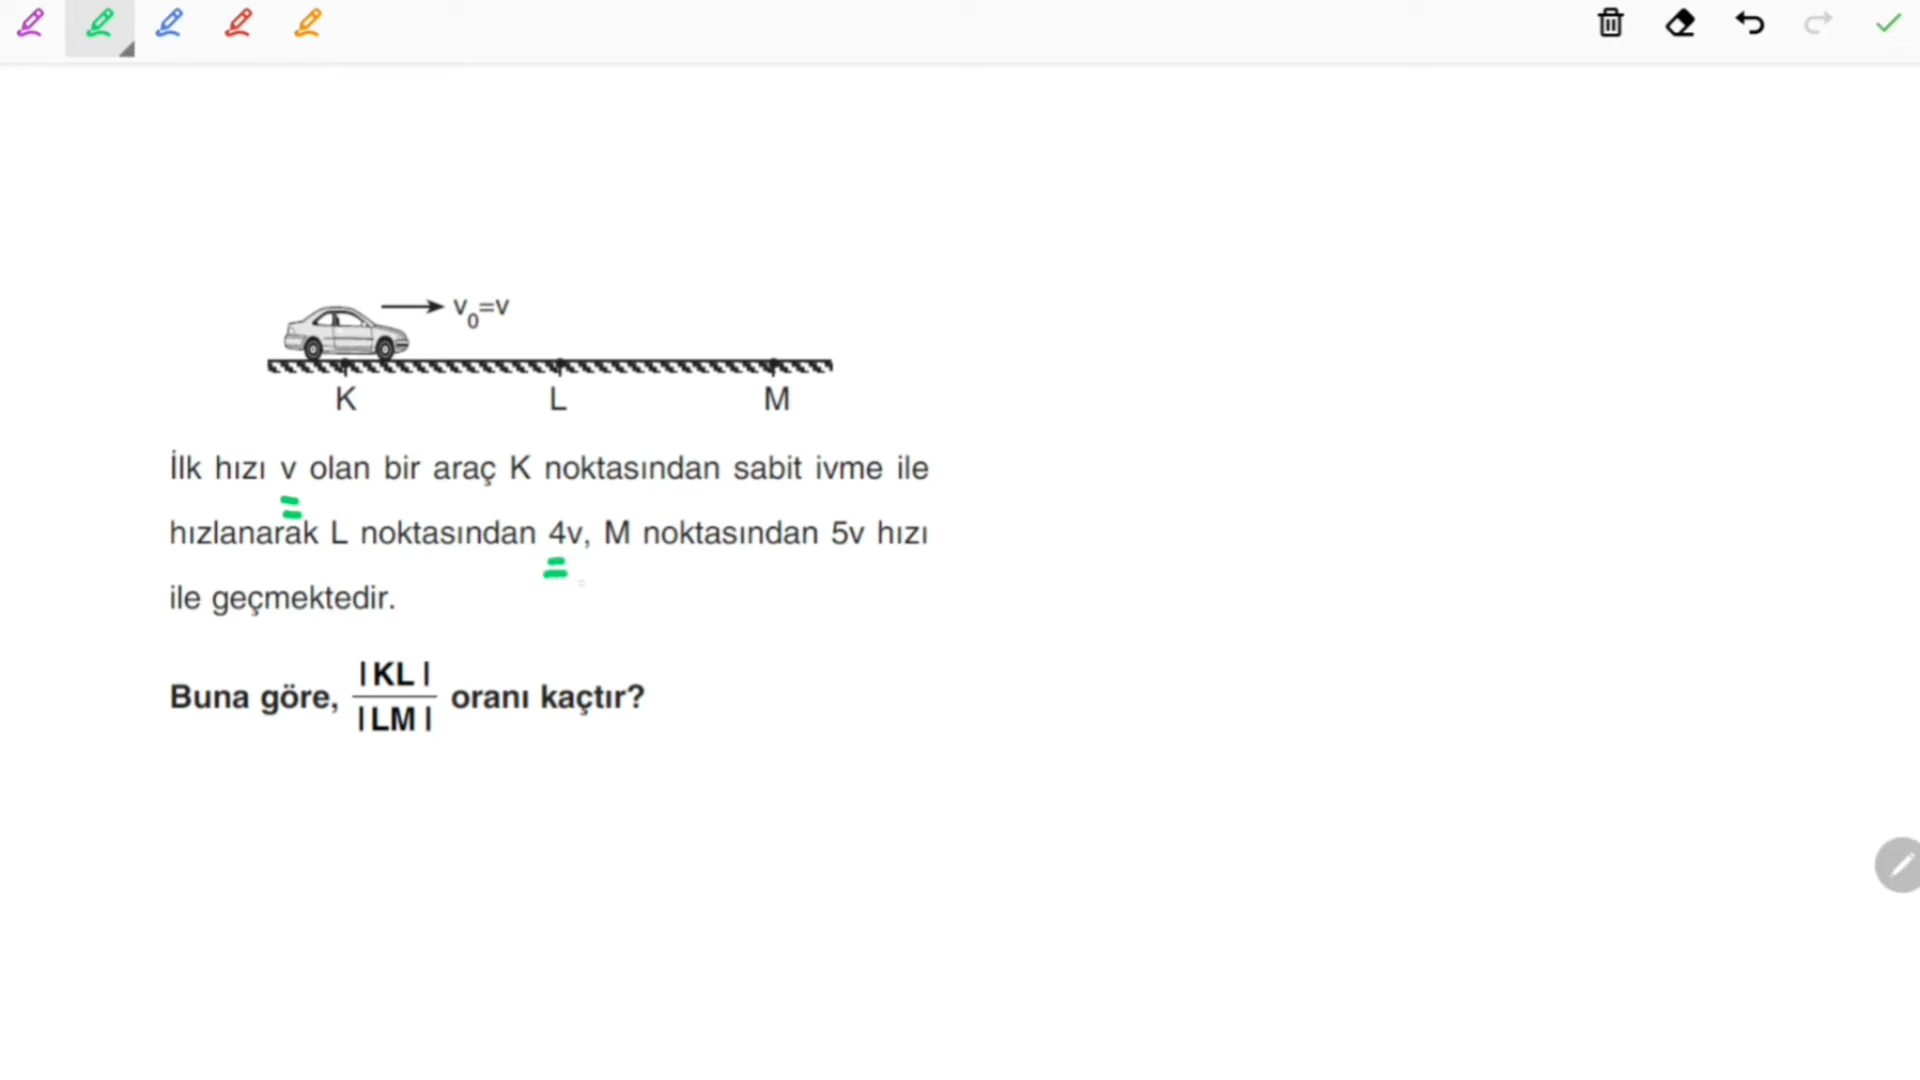 v₀=v
K L M
İlk hızı v olan bir araç K noktasından sabit ivme ile
hızlanarak L noktasından 4v, M noktasından 5v hızı
ile geçmektedir.
Buna göre, |KL| / |LM| oranı kaçtır?